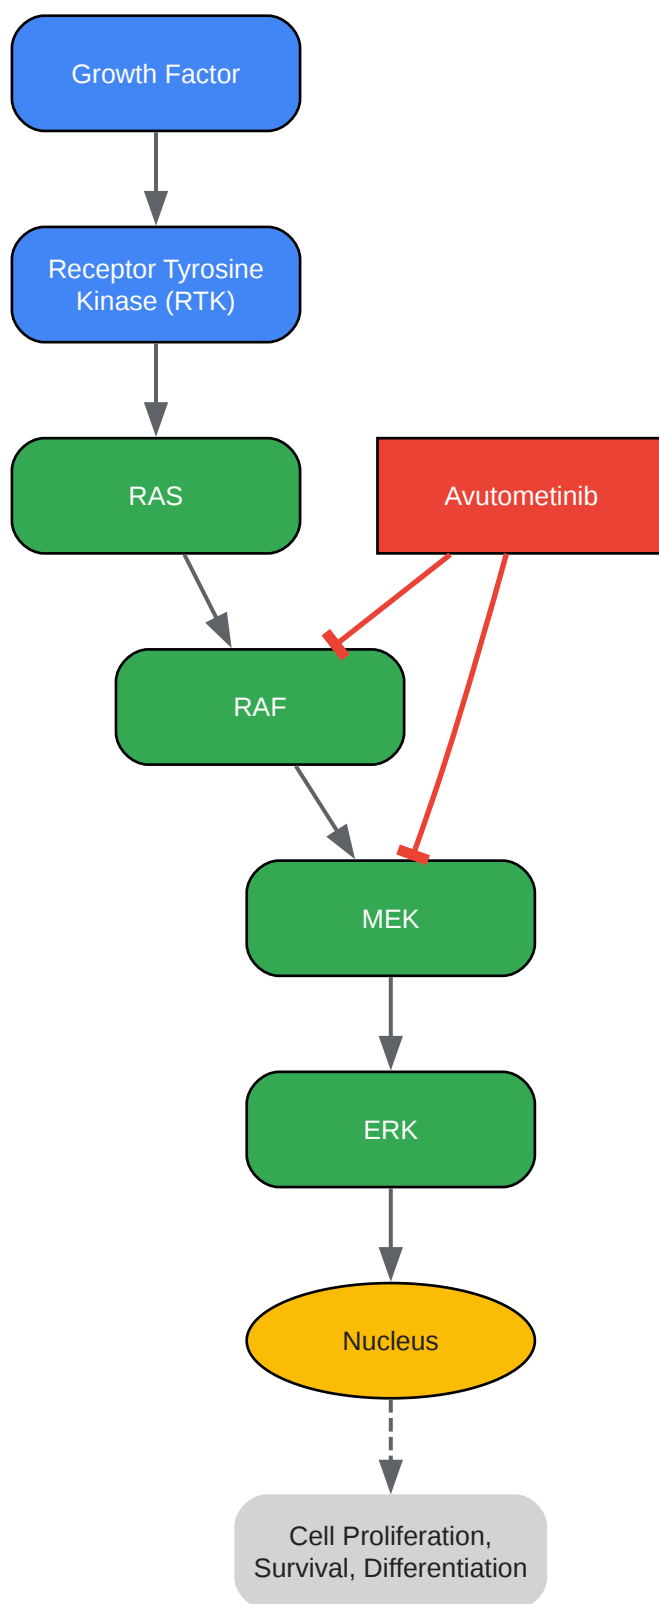 Growth Factor
Receptor Tyrosine
Kinase (RTK)
RAS
Avutometinib
RAF
MEK
ERK
Nucleus
Cell Proliferation,
Survival, Differentiation